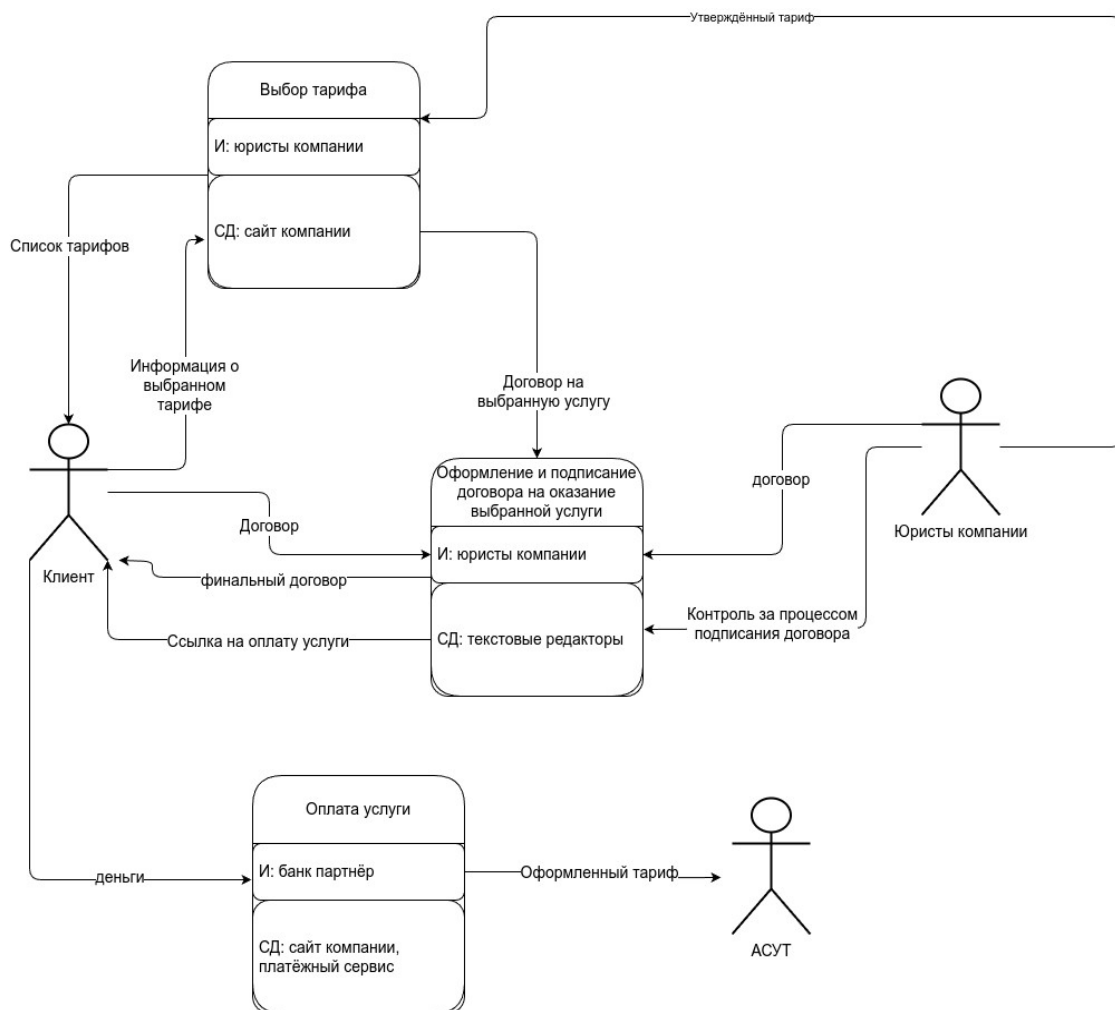 Утверждённый тариф
Выбор тарифа
И: юристы компании
СД: сайт компании
Список тарифов
Информация о
выбранном
тарифе
Договор на
выбранную услугу
Оформление и подписание
договора на оказание
выбранной услуги
И: юристы компании
СД: текстовые редакторы
договор
Юристы компании
Договор
Клиент
финальный договор
Ссылка на оплату услуги
Контроль за процессом
подписания договора
Оплата услуги
И: банк партнёр
СД: сайт компании,
платёжный сервис
деньги
Оформленный тариф
АСУТ